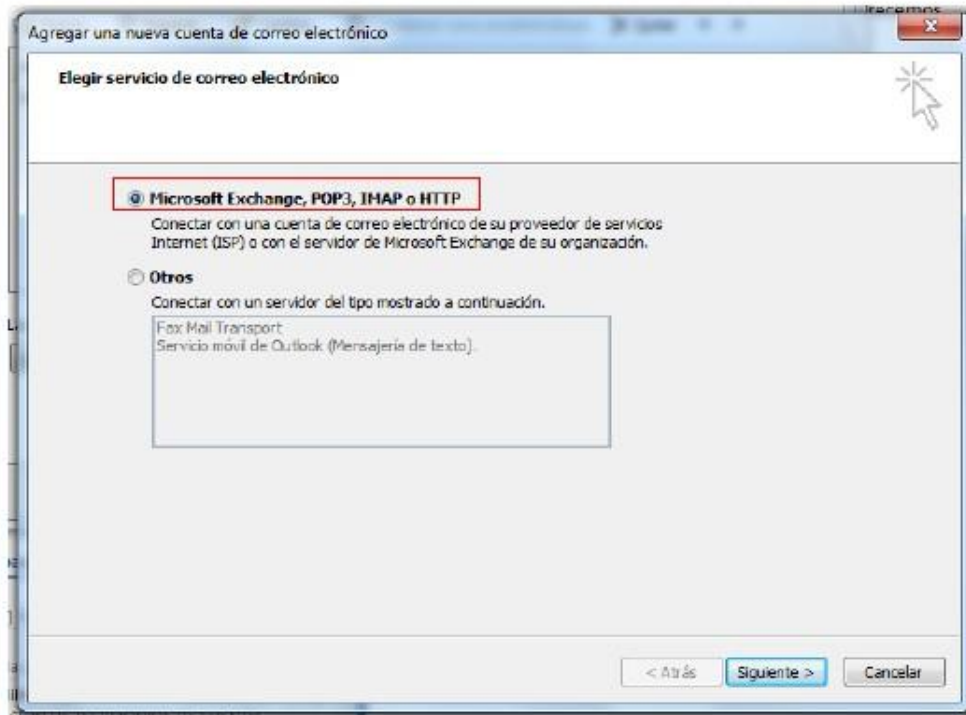 Ofrecemos
Agregar una nueva cuenta de correo electrónico
Elegir servicio de correo electrónico
Microsoft Exchange, POP3, IMAP o HTTP
Conectar con una cuenta de correo electrónico de su proveedor de servicios
Internet (ISP) o con el servidor de Microsoft Exchange de su organización.
Otros
Conectar con un servidor del tipo mostrado a continuación.
Fax Mail Transport
Servicio móvil de Outlook (Mensajería de texto).
< Atrás
Siguiente >
Cancelar